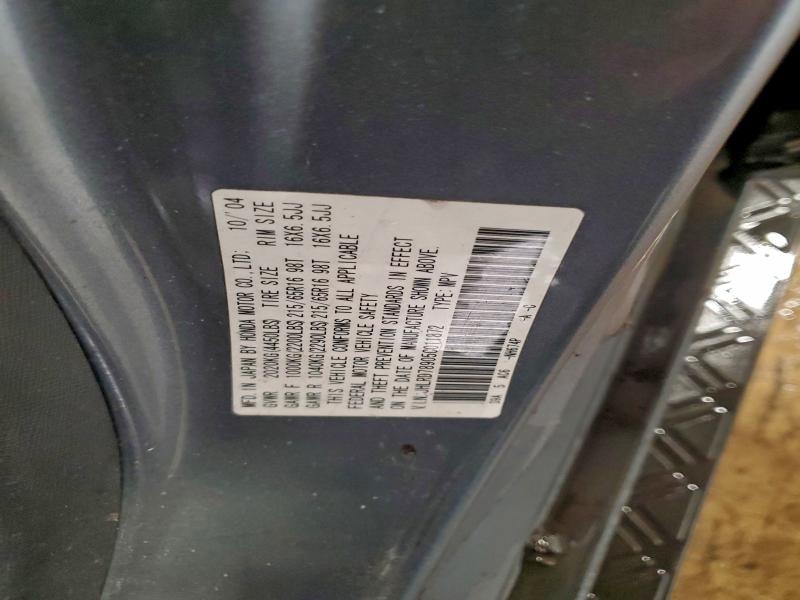 MFD. IN JAPAN BY HONDA MOTOR CO., LTD: 10/'04
GVWR 2020KG(4450LBS) TIRE SIZE RIM SIZE
GAWR F 1000KG(2200LBS) 215/65R16 98T 16X6.5JJ
GAWR R 1040KG(2290LBS) 215/65R16 98T 16X6.5JJ
THIS VEHICLE CONFORMS TO ALL APPLICABLE
FEDERAL MOTOR VEHICLE SAFETY
AND THEFT PREVENTION STANDARDS IN EFFECT
ON THE DATE OF MANUFACTURE SHOWN ABOVE.
V.I.N: TYPE: MPV
5 AC6 -NH674P -A -C